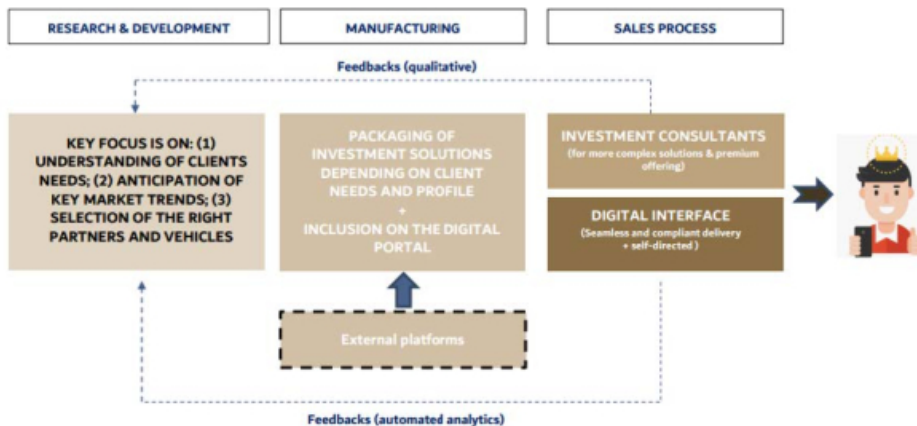 RESEARCH & DEVELOPMENT
MANUFACTURING
SALES PROCESS
Feedbacks (qualitative)
KEY FOCUS IS ON: (1)
UNDERSTANDING OF CLIENTS
NEEDS; (2) ANTICIPATION OF
KEY MARKET TRENDS; (3)
SELECTION OF THE RIGHT
PARTNERS AND VEHICLES
PACKAGING OF
INVESTMENT SOLUTIONS
DEPENDING ON CLIENT
NEEDS AND PROFILE
+
INCLUSION ON THE DIGITAL
PORTAL
External platforms
INVESTMENT CONSULTANTS
(for more complex solutions & premium
offering)
DIGITAL INTERFACE
(Seamless and compliant delivery
+ self-directed)
Feedbacks (automated analytics)